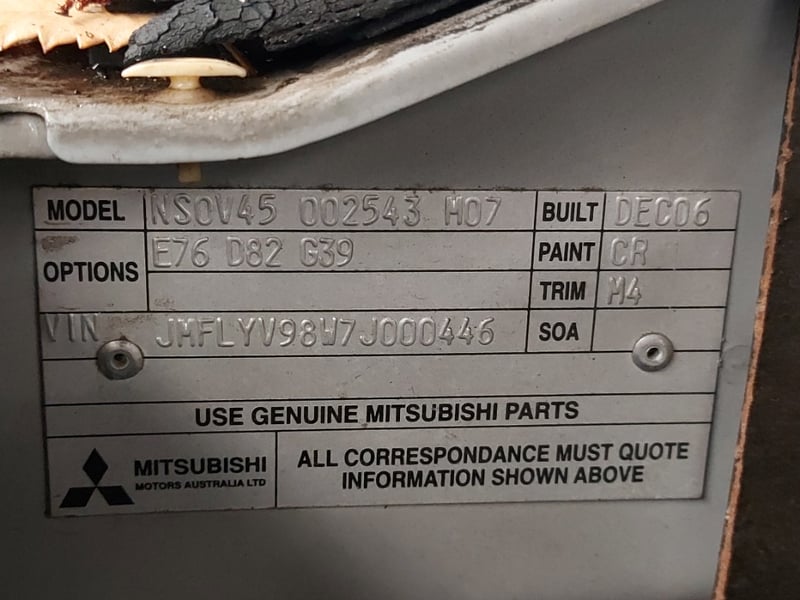 MODEL NS0V45 002543 M07 BUILT DEC06
OPTIONS E76 D82 G39 PAINT CR
TRIM M4
VIN JMFLYV98W7J000446 SOA
USE GENUINE MITSUBISHI PARTS
MITSUBISHI
MOTORS AUSTRALIA LTD
ALL CORRESPONDANCE MUST QUOTE
INFORMATION SHOWN ABOVE